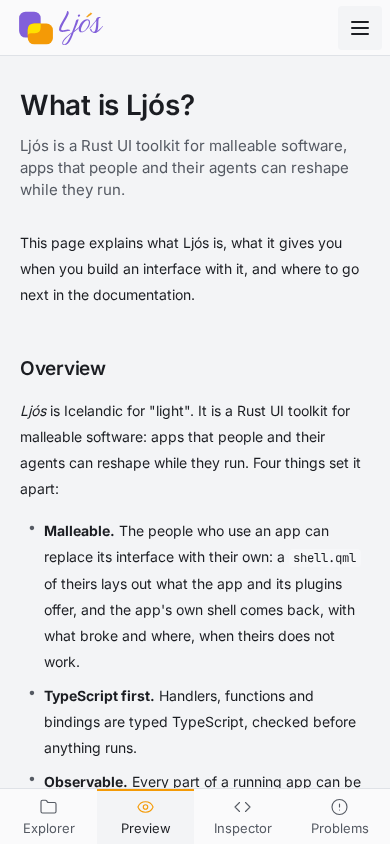 Ljós
What is Ljós?
Ljós is a Rust UI toolkit for malleable software,
apps that people and their agents can reshape
while they run.
This page explains what Ljós is, what it gives you
when you build an interface with it, and where to go
next in the documentation.
Overview
Ljós is Icelandic for "light". It is a Rust UI toolkit for
malleable software: apps that people and their
agents can reshape while they run. Four things set it
apart:
• Malleable. The people who use an app can
replace its interface with their own: a shell.qml
of theirs lays out what the app and its plugins
offer, and the app's own shell comes back, with
what broke and where, when theirs does not
work.
• TypeScript first. Handlers, functions and
bindings are typed TypeScript, checked before
anything runs.
• Observable. Every part of a running app can be
Explorer
Preview
Inspector
Problems